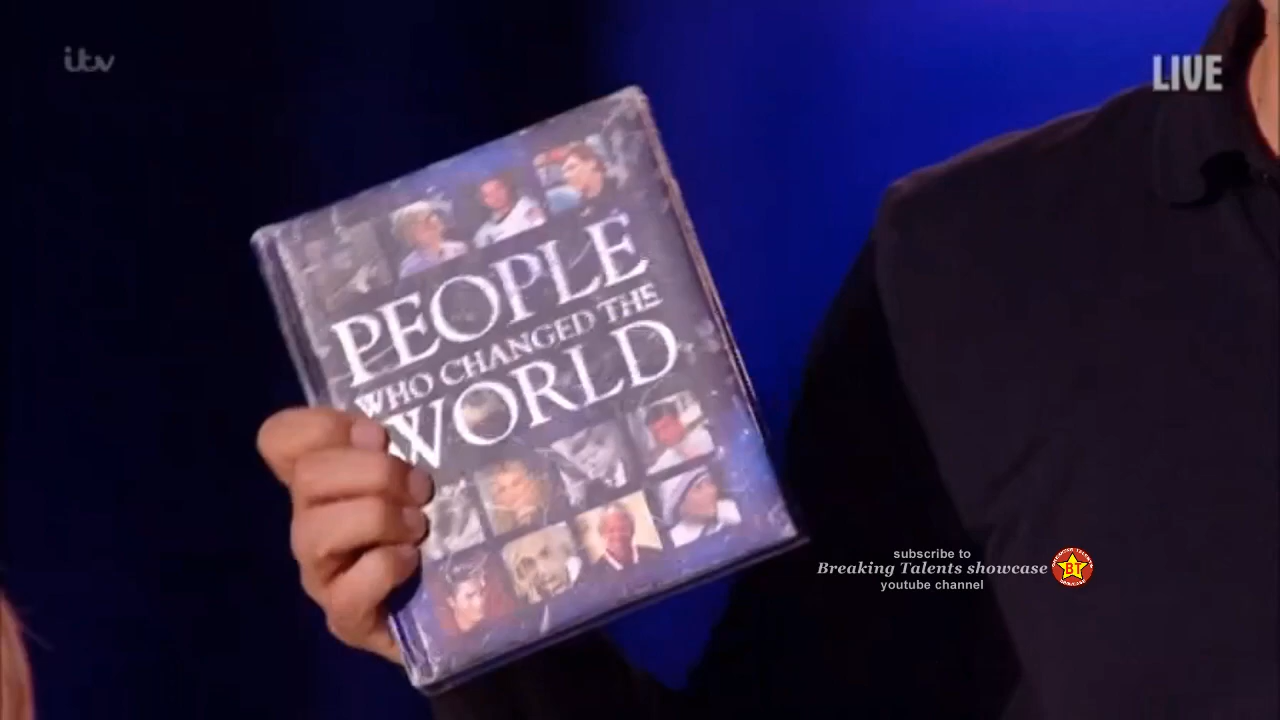 itv
LIVE
PEOPLE
WHO CHANGED THE
WORLD
subscribe to
Breaking Talents showcase
youtube channel
BT